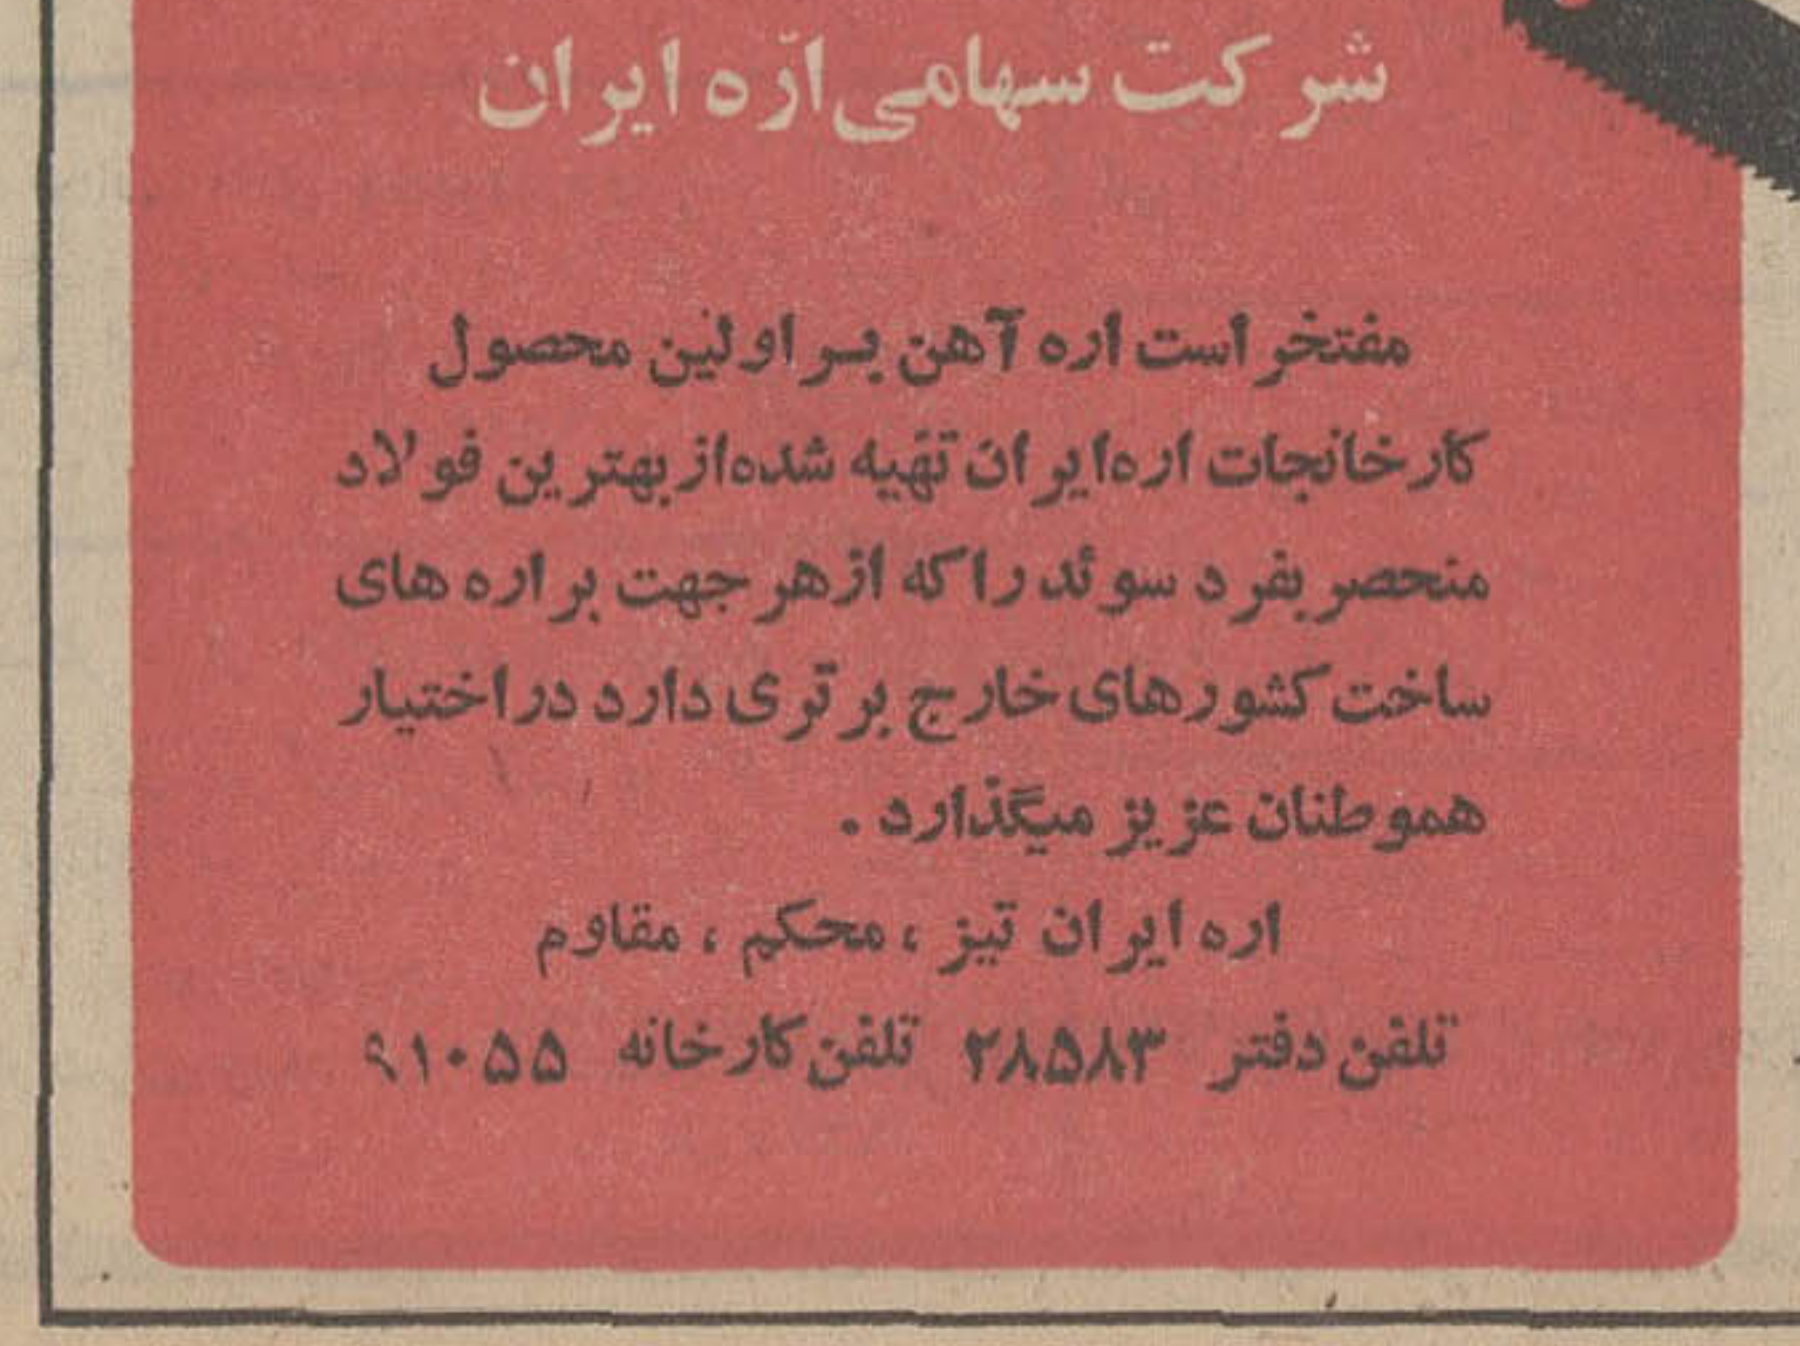 شرکت سهامی ارّه ایران
مفتخر است اره آهن بر اولین محصول
کارخانجات اره ایران تهیه شده از بهترین فولاد
منحصر بفرد سوئد را که از هر جهت بر اره های
ساخت کشورهای خارج برتری دارد در اختیار
هموطنان عزیز میگذارد .
اره ایران تیز ، محکم ، مقاوم
تلفن دفتر ۲۸۵۸۳ تلفن کارخانه ۹۱۰۵۵